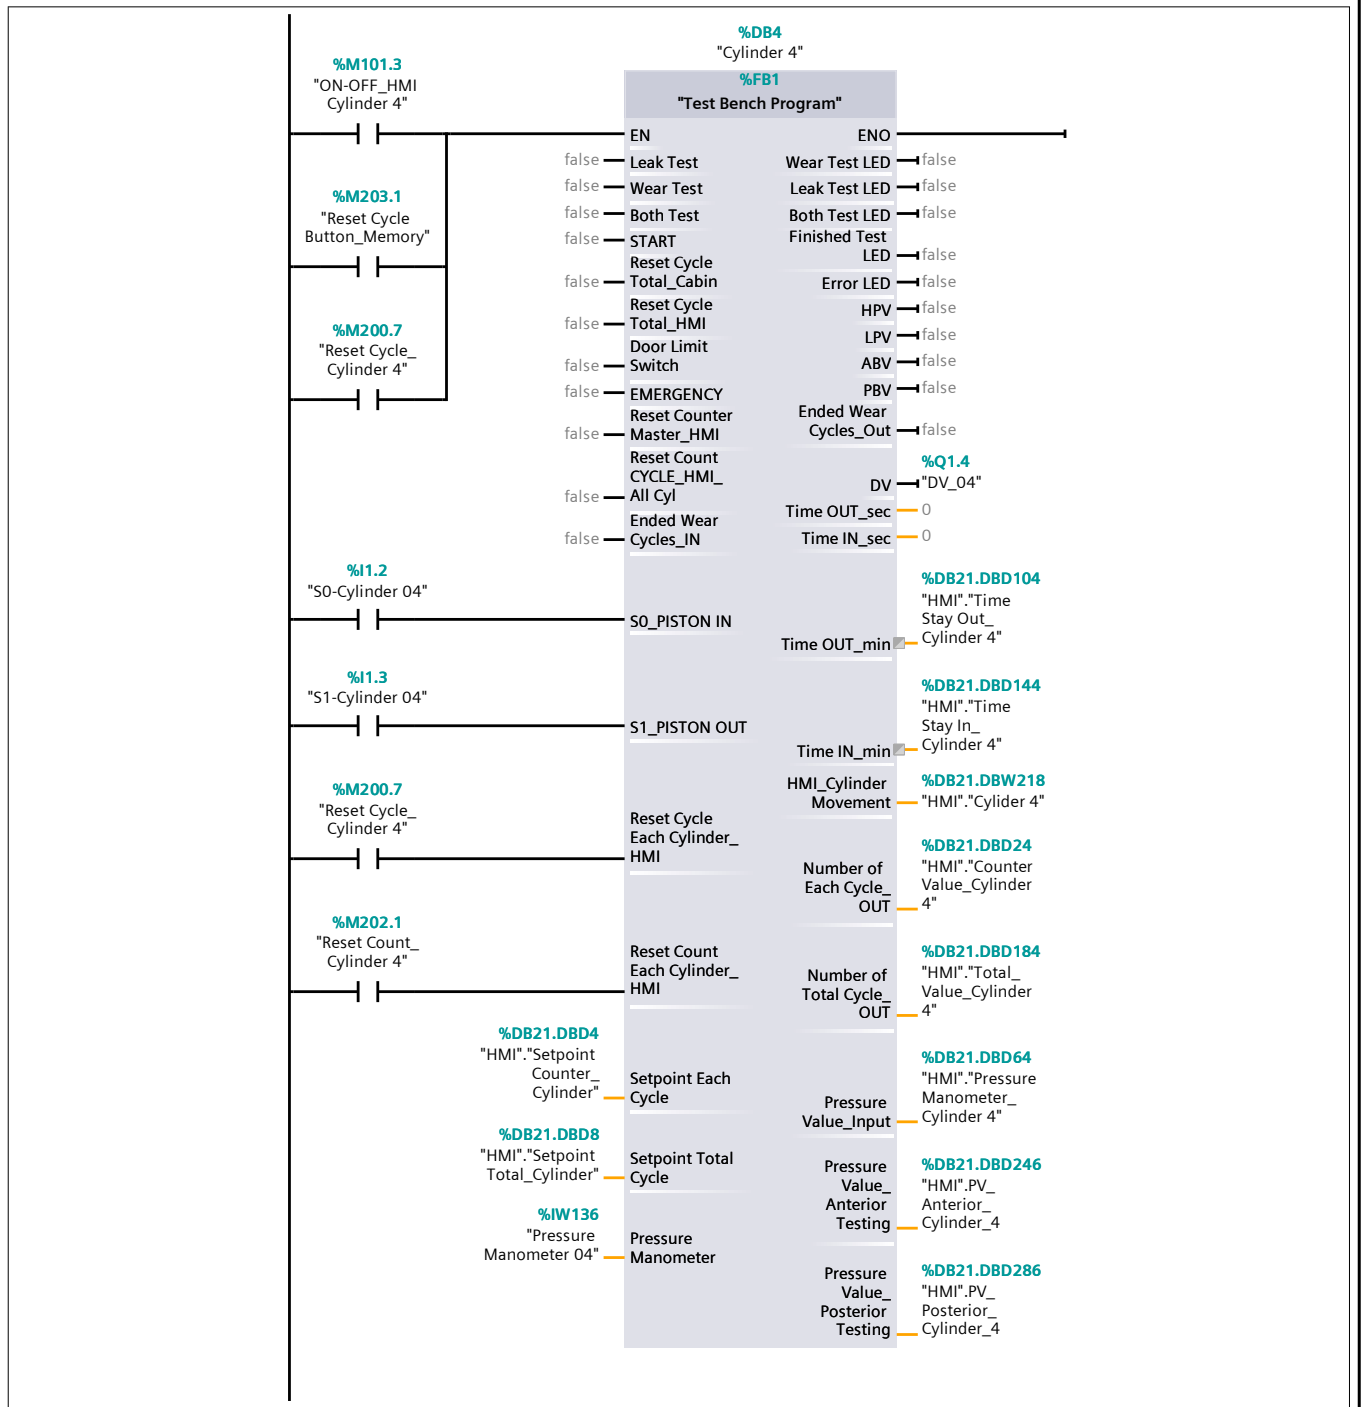 %DB4
"Cylinder 4"
%FB1
"Test Bench Program"
%M101.3
"ON-OFF_HMI
Cylinder 4"
%M203.1
"Reset Cycle
Button_Memory"
%M200.7
"Reset Cycle_
Cylinder 4"
EN
false Leak Test
false Wear Test
false Both Test
false START
Reset Cycle
false Total_Cabin
Reset Cycle
false Total_HMI
Door Limit
false Switch
false EMERGENCY
Reset Counter
false Master_HMI
Reset Count
CYCLE_HMI_
false All Cyl
Ended Wear
false Cycles_IN
%I1.2
"S0-Cylinder 04"
S0_PISTON IN
%I1.3
"S1-Cylinder 04"
S1_PISTON OUT
%M200.7
"Reset Cycle_
Cylinder 4"
Reset Cycle
Each Cylinder_
HMI
%M202.1
"Reset Count_
Cylinder 4"
Reset Count
Each Cylinder_
HMI
%DB21.DBD4
"HMI"."Setpoint
Counter_
Cylinder"
Setpoint Each
Cycle
%DB21.DBD8
"HMI"."Setpoint
Total_Cylinder"
Setpoint Total
Cycle
%IW136
"Pressure
Manometer 04"
Pressure
Manometer
ENO
Wear Test LED false
Leak Test LED false
Both Test LED false
Finished Test
LED false
Error LED false
HPV false
LPV false
ABV false
PBV false
Ended Wear
Cycles_Out false
%Q1.4
DV "DV_04"
Time OUT_sec 0
Time IN_sec 0
%DB21.DBD104
"HMI"."Time
Stay Out_
Cylinder 4"
Time OUT_min
%DB21.DBD144
"HMI"."Time
Stay In_
Cylinder 4"
Time IN_min
HMI_Cylinder
Movement
%DB21.DBW218
"HMI"."Cylider 4"
%DB21.DBD24
"HMI"."Counter
Value_Cylinder
4"
Number of
Each Cycle_
OUT
%DB21.DBD184
"HMI"."Total_
Value_Cylinder
4"
Number of
Total Cycle_
OUT
%DB21.DBD64
"HMI"."Pressure
Manometer_
Cylinder 4"
Pressure
Value_Input
%DB21.DBD246
"HMI".PV_
Anterior_
Cylinder_4
Pressure
Value_
Anterior
Testing
%DB21.DBD286
"HMI".PV_
Posterior_
Cylinder_4
Pressure
Value_
Posterior
Testing